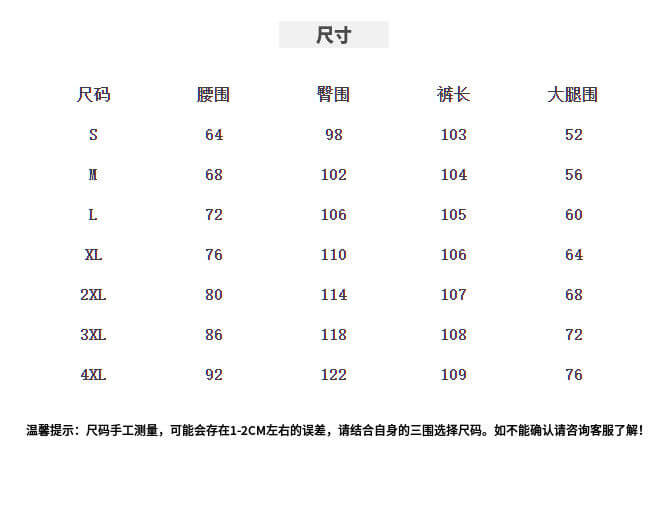 尺寸
尺码 腰围 臀围 裤长 大腿围
S 64 98 103 52
M 68 102 104 56
L 72 106 105 60
XL 76 110 106 64
2XL 80 114 107 68
3XL 86 118 108 72
4XL 92 122 109 76
温馨提示：尺码手工测量，可能会存在1-2CM左右的误差，请结合自身的三围选择尺码。如不能确认请咨询客服了解！